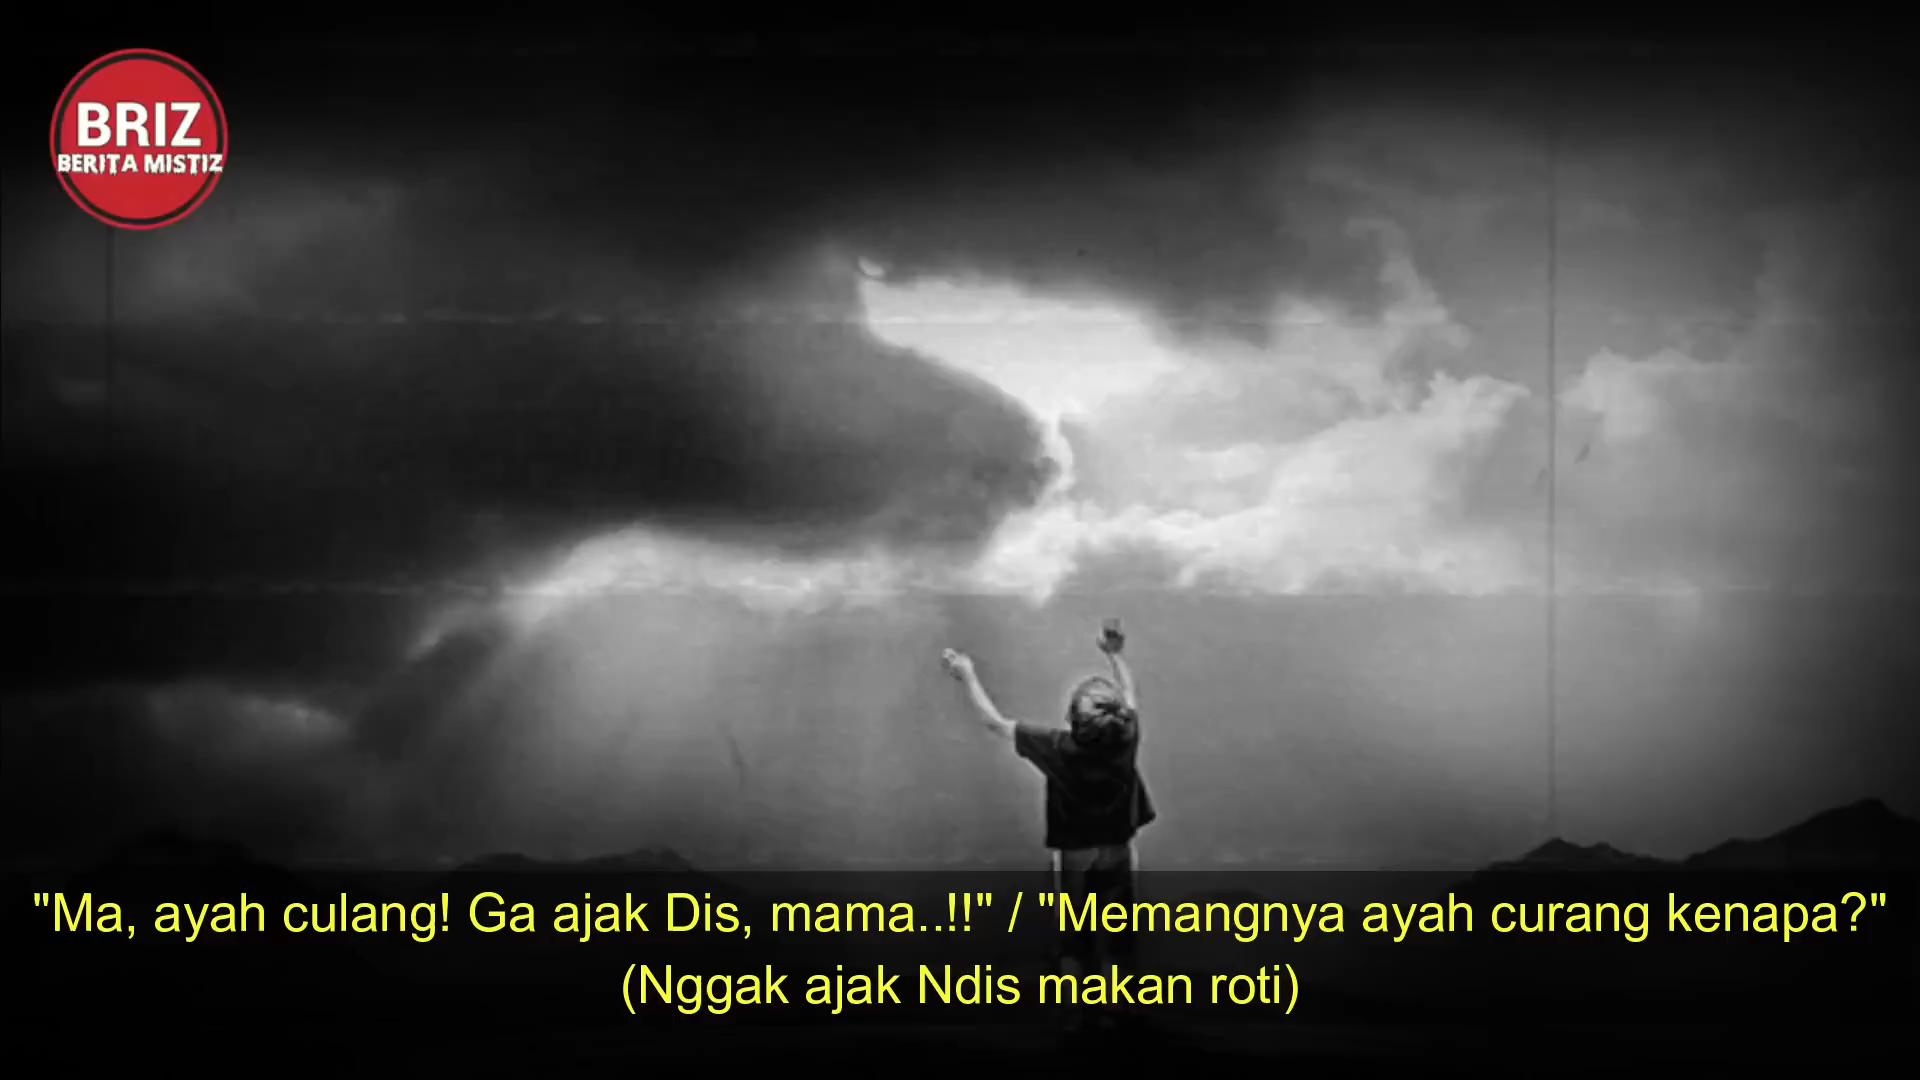 BRIZ
BERITA MISTIZ
"Ma, ayah culang! Ga ajak Dis, mama..!!" / "Memangnya ayah curang kenapa?"
(Nggak ajak Ndis makan roti)